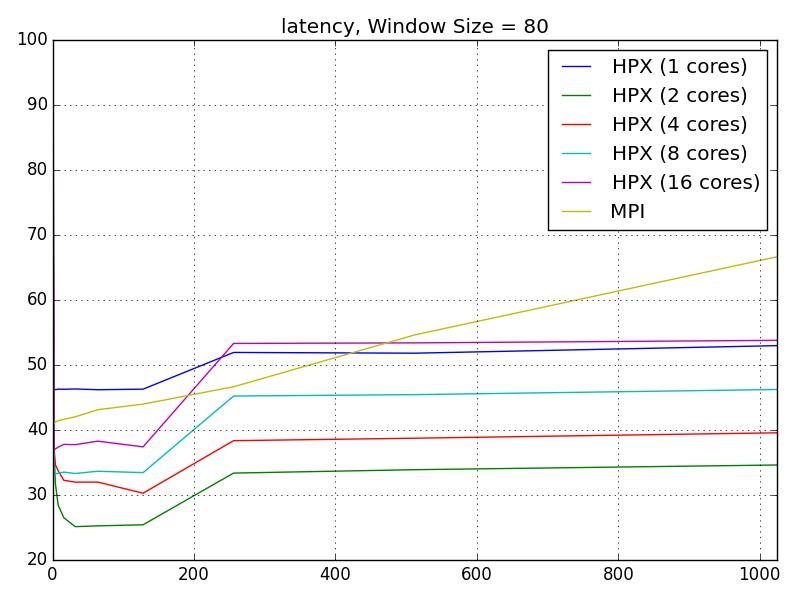 latency, Window Size = 80
100
90
80
70
60
50
40
30
20
HPX (1 cores)
HPX (2 cores)
HPX (4 cores)
HPX (8 cores)
HPX (16 cores)
MPI
0 200 400 600 800 1000